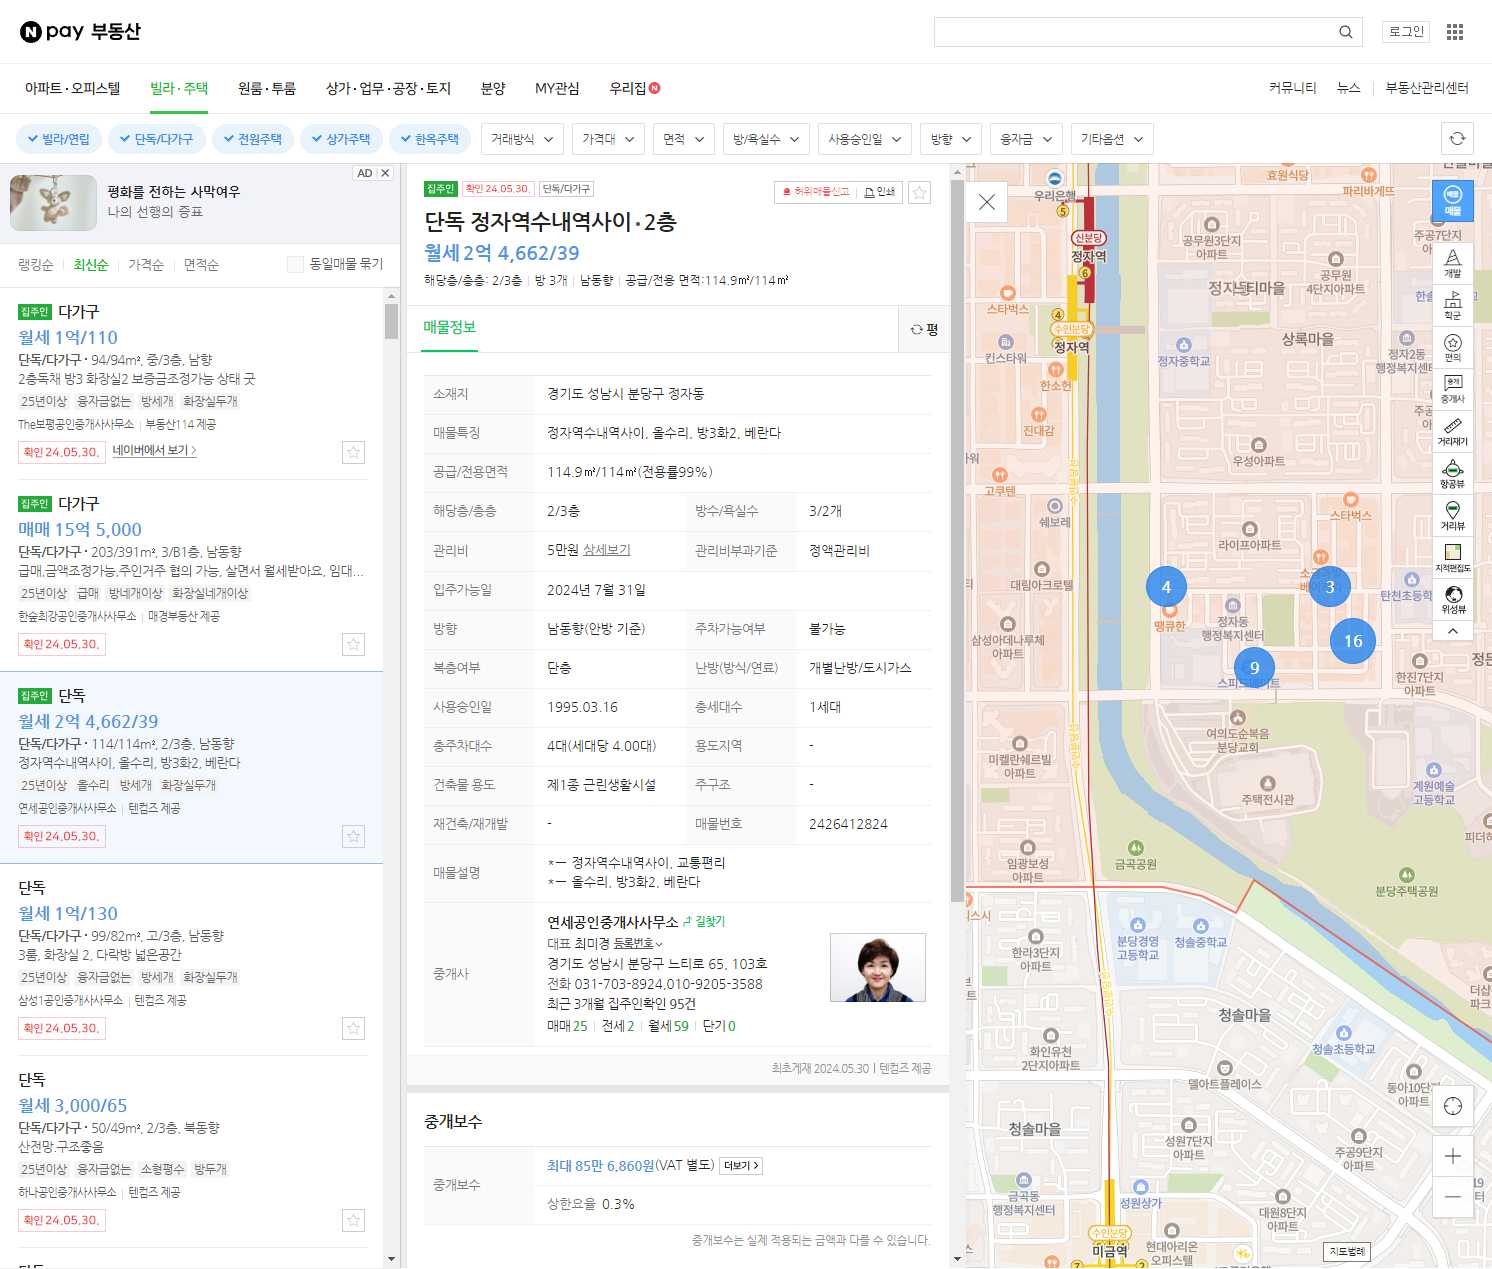 N pay 부동산
로그인
아파트·오피스텔
빌라·주택
원룸·투룸
상가·업무·공장·토지
분양
MY관심
우리집 N
커뮤니티
뉴스
부동산관리센터
빌라/연립
단독/다가구
전원주택
상가주택
한옥주택
거래방식
가격대
면적
방/욕실수
사용승인일
방향
융자금
기타옵션
AD
평화를 전하는 사막여우
나의 선행의 증표
랭킹순
최신순
가격순
면적순
동일매물 묶기
집주인 다가구
월세 1억/110
단독/다가구 · 94/94m², 중/3층, 남향
2층독채 방3 화장실2 보증금조정가능 상태 굿
25년이상 융자금없는 방세개 화장실두개
The보평공인중개사사무소 | 부동산114 제공
확인 24.05.30.
네이버에서 보기
집주인 다가구
매매 15억 5,000
단독/다가구 · 203/391m², 3/B1층, 남동향
급매,금액조정가능,주인거주 협의 가능, 살면서 월세받아요, 임대...
25년이상 급매 방네개이상 화장실네개이상
한숲최강공인중개사사무소 | 매경부동산 제공
확인 24.05.30.
집주인 단독
월세 2억 4,662/39
단독/다가구 · 114/114m², 2/3층, 남동향
정자역수내역사이, 올수리, 방3화2, 베란다
25년이상 올수리 방세개 화장실두개
연세공인중개사사무소 | 텐컴즈 제공
확인 24.05.30.
단독
월세 1억/130
단독/다가구 · 99/82m², 고/3층, 남동향
3룸, 화장실 2, 다락방 넓은공간
25년이상 융자금없는 방세개 화장실두개
삼성1공인중개사사무소 | 텐컴즈 제공
확인 24.05.30.
단독
월세 3,000/65
단독/다가구 · 50/49m², 2/3층, 북동향
산전망.구조좋음
25년이상 융자금없는 소형평수 방두개
하나공인중개사사무소 | 텐컴즈 제공
확인 24.05.30.
집주인 확인 24.05.30. 단독/다가구
허위매물신고
인쇄
단독 정자역수내역사이 · 2층
월세 2억 4,662/39
해당층/총층: 2/3층 | 방 3개 | 남동향 | 공급/전용 면적:114.9㎡/114㎡
매물정보
평
소재지 경기도 성남시 분당구 정자동
매물특징 정자역수내역사이, 올수리, 방3화2, 베란다
공급/전용면적 114.9㎡/114㎡(전용률99%)
해당층/총층 2/3층 방수/욕실수 3/2개
관리비 5만원 상세보기 관리비부과기준 정액관리비
입주가능일 2024년 7월 31일
방향 남동향(안방 기준) 주차가능여부 불가능
복층여부 단층 난방(방식/연료) 개별난방/도시가스
사용승인일 1995.03.16 총세대수 1세대
총주차대수 4대(세대당 4.00대) 용도지역 -
건축물 용도 제1종 근린생활시설 주구조 -
재건축/재개발 - 매물번호 2426412824
매물설명
*ㅡ 정자역수내역사이, 교통편리
*ㅡ 올수리, 방3화2, 베란다
중개사
연세공인중개사사무소 길찾기
대표 최미경 등록번호
경기도 성남시 분당구 느티로 65, 103호
전화 031-703-8924,010-9205-3588
최근 3개월 집주인확인 95건
매매 25 | 전세 2 | 월세 59 | 단기 0
최초게재 2024.05.30 | 텐컴즈 제공
중개보수
중개보수 최대 85만 6,860원(VAT 별도) 더보기
상한요율 0.3%
중개보수는 실제 적용되는 금액과 다를 수 있습니다.
우리은행
5
신분당
정자역
6
4
수인분당
정자역
스타벅스
킨스타워
한소헌
진대감
고쿠텐
쉐보레
대림아크로텔
삼성아데나루체
아파트
미켈란쉐르빌
아파트
임광보성
아파트
효원식당
파리바게뜨
공무원3단지
아파트
공무원
4단지아파트
주공7단지
정자
티마을
상록마을
정자중학교
정자2동
행정복지센터
우성아파트
라이프아파트
스타벅스
4
3
16
9
땡큐한
정자동
행정복지센터
탄천초등학
한진7단지
아파트
여의도순복음
분당교회
주택전시관
계원예술
고등학교
금곡공원
분당주택공원
한라3단지
아파트
분당경영
고등학교
청솔중학교
청솔마을
화인유천
2단지아파트
청솔초등학교
델아트플레이스
동아10단지
아파트
청솔마을
성원7단지
아파트
주공9단지
아파트
금곡동
행정복지센터
성원상가
대원8단지
아파트
수인분당
미금역
현대아리온
오피스텔
7
2
매물
매물
개발
학군
편의
중개
중개사
거리재기
항공뷰
거리뷰
지적편집도
위성뷰
지도범례